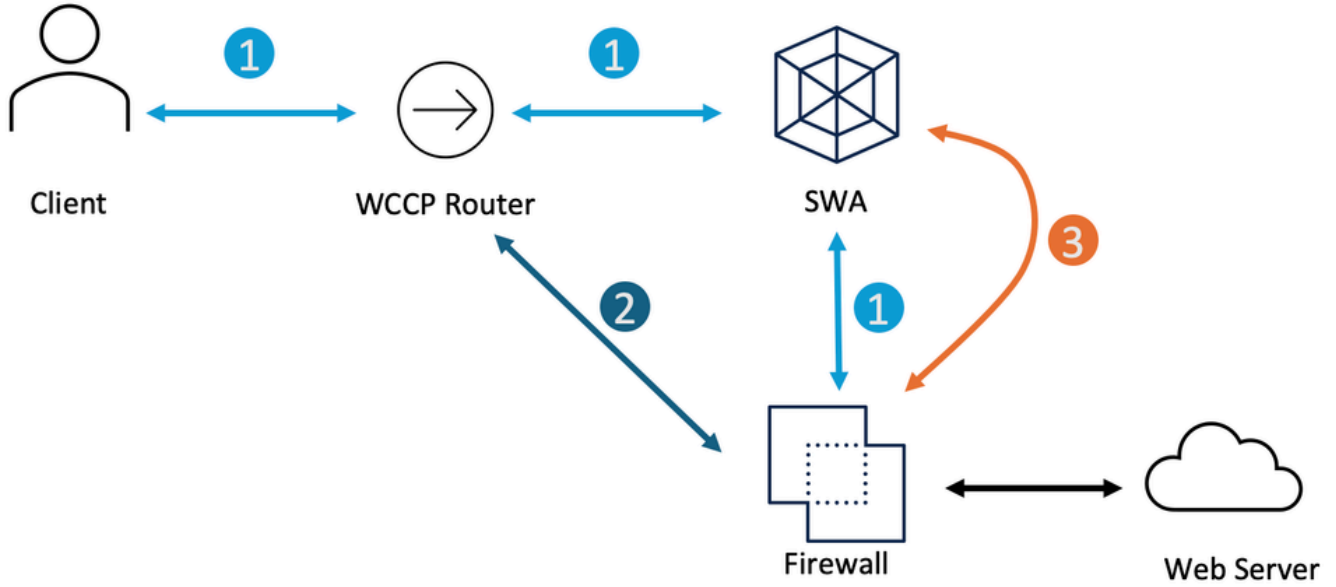 1
1
Client
WCCP Router
SWA
3
2
1
Firewall
Web Server